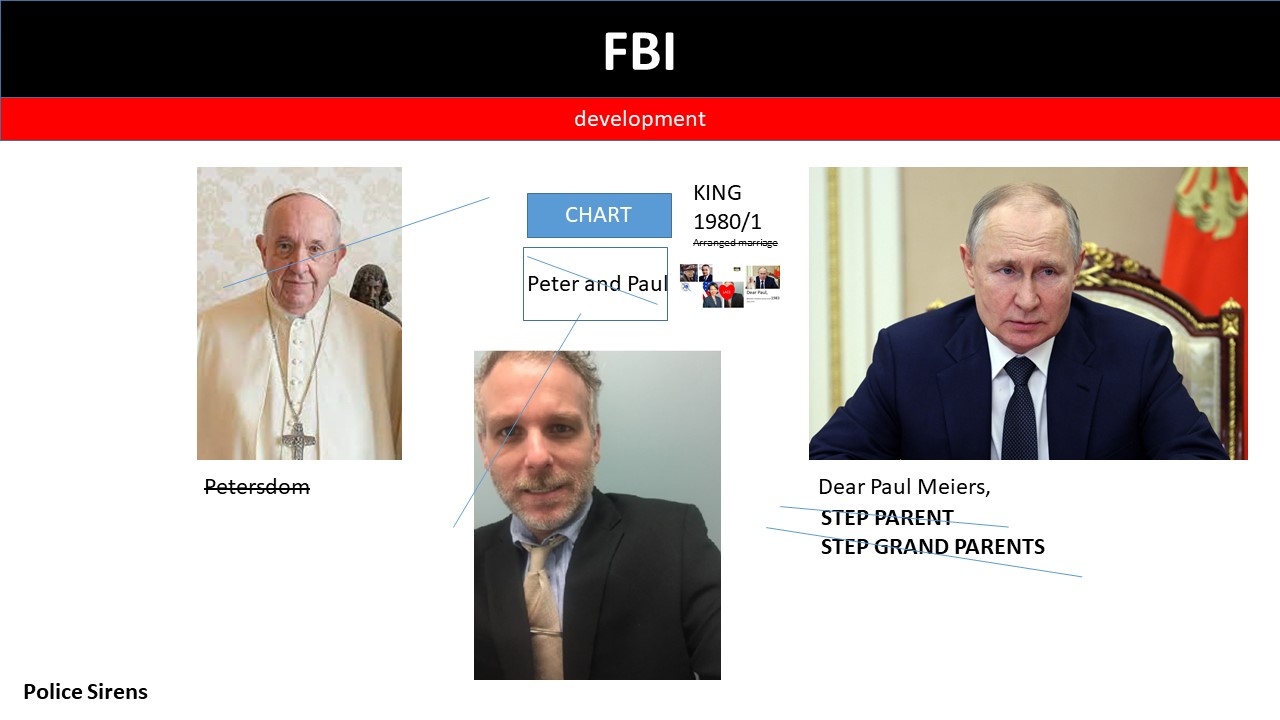 FBI
development
CHART
KING
1980/1
Arranged marriage
Peter and Paul
Dear Paul,
1980
Petersdom
Dear Paul Meiers,
STEP PARENT
STEP GRAND PARENTS
Police Sirens